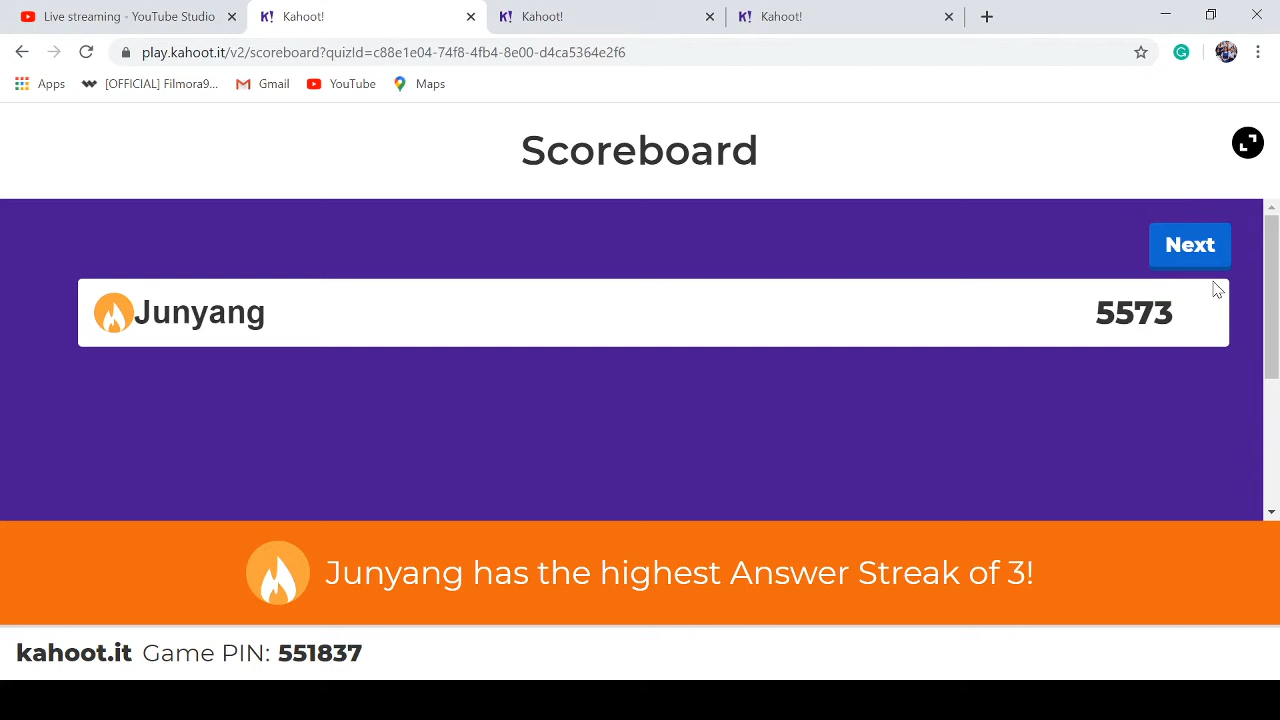 Live streaming - YouTube Studio
K! Kahoot!
K! Kahoot!
K! Kahoot!
play.kahoot.it/v2/scoreboard?quizId=c88e1e04-74f8-4fb4-8e00-d4ca5364e2f6
Apps [OFFICIAL] Filmora9... Gmail YouTube Maps
Scoreboard
Next
Junyang 5573
Junyang has the highest Answer Streak of 3!
kahoot.it Game PIN: 551837